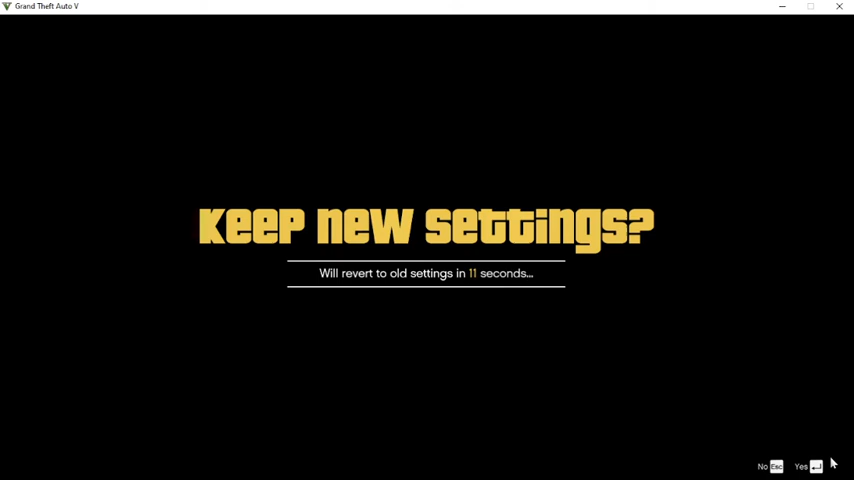 Grand Theft Auto V
Keep new settings?
Will revert to old settings in 11 seconds...
No Esc Yes